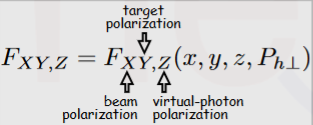 target
polarization
F_{XY,Z} = F_{XY,Z}(x, y, z, P_{h⊥})
beam
polarization
virtual-photon
polarization